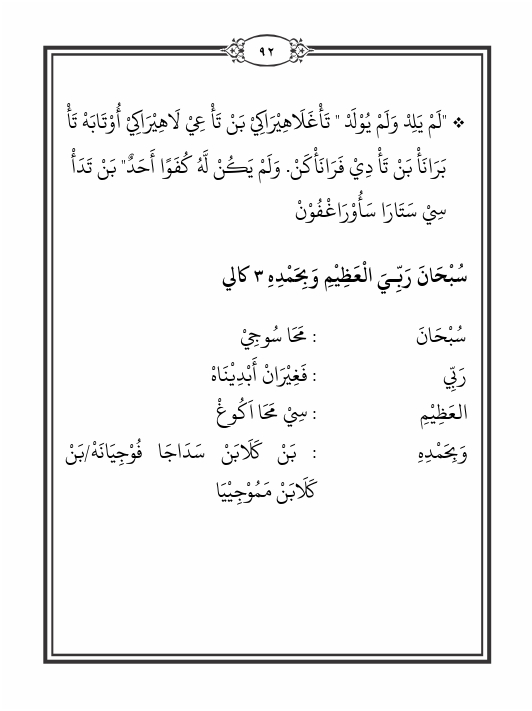 ٩٢
❖ "لَمْ يَلِدْ وَلَمْ يُوْلَدْ" تَأْغَلَاهِيْرَاكِيْ بَنْ تَأْ عِيْ لَاهِيْرَاكِيْ أُوْتَابَهْ تَأْ
بَرَانَأْ بَنْ تَأْ دِيْ فَرَانَأْكَنْ. وَلَمْ يَكُنْ لَّهُ كُفَوًا أَحَدٌ" بَنْ تَدَأْ
سِيْ سَتَارَا سَأُوْرَاغْفُوْنْ
سُبْحَانَ رَبِّـيَ الْعَظِيْمِ وَبِحَمْدِهِ ٣ كالي
سُبْحَانَ : مَحَا سُوجِيْ
رَبِّي : فَغِيْرَانْ أَبْدِيْنَاهْ
العَظِيْمِ : سِيْ مَحَا اَكُوغْ
وَبِحَمْدِهِ : بَنْ كَلَابَنْ سَدَاجَا فُوْجِيَانَهْ/بَنْ
كَلَابَنْ مَمُوْجِيْيَا